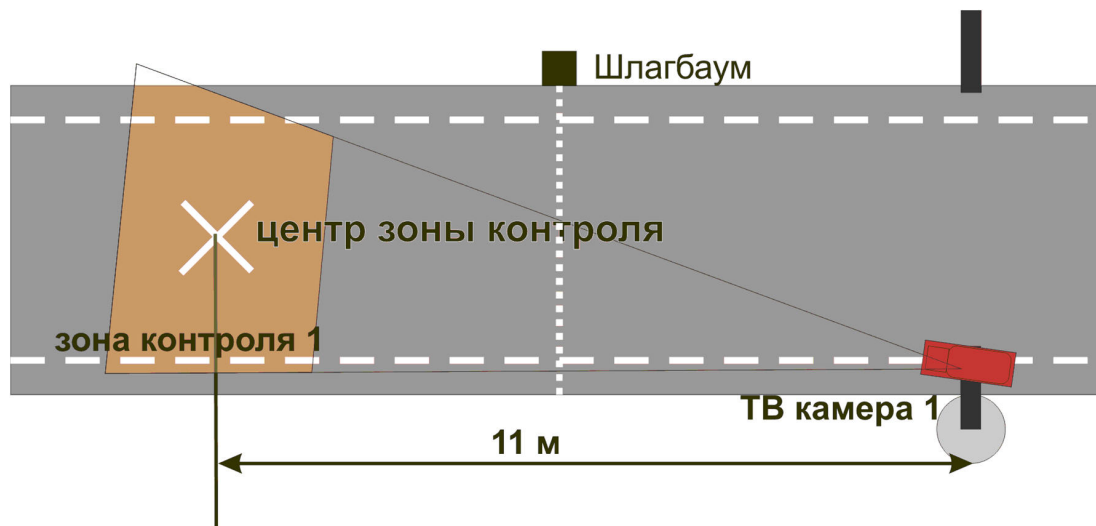 Шлагбаум
центр зоны контроля
зона контроля 1
ТВ камера 1
11 м